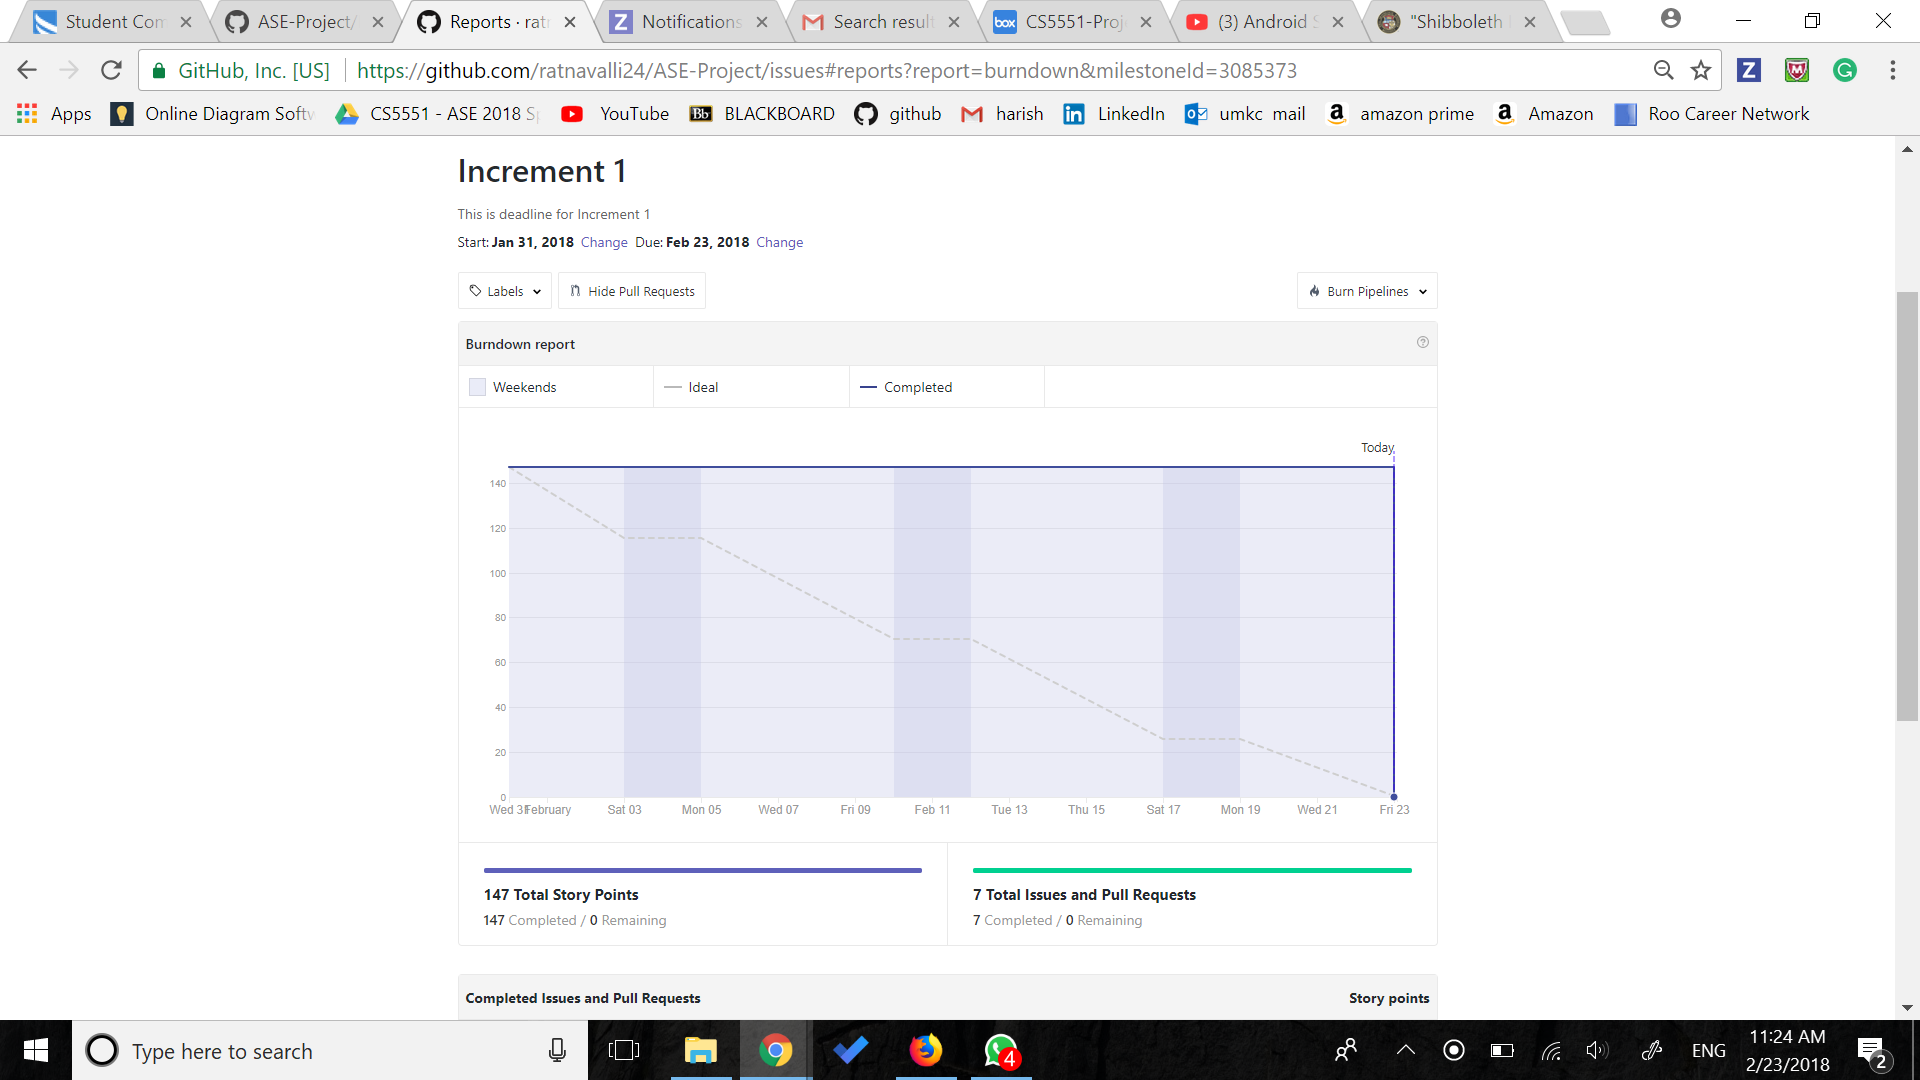 Student Com
ASE-Project/
Reports · rat
Notifications
Search result
CS5551-Proj
(3) Android S
"Shibboleth
GitHub, Inc. [US] https://github.com/ratnavalli24/ASE-Project/issues#reports?report=burndown&milestoneId=3085373
Apps Online Diagram Softw CS5551 - ASE 2018 Sp YouTube BLACKBOARD github harish LinkedIn umkc mail amazon prime Amazon Roo Career Network
Increment 1
This is deadline for Increment 1
Start: Jan 31, 2018 Change Due: Feb 23, 2018 Change
Labels Hide Pull Requests Burn Pipelines
Burndown report
Weekends Ideal Completed
Today
140
120
100
80
60
40
20
0
Wed 31 February Sat 03 Mon 05 Wed 07 Fri 09 Feb 11 Tue 13 Thu 15 Sat 17 Mon 19 Wed 21 Fri 23
147 Total Story Points
147 Completed / 0 Remaining
7 Total Issues and Pull Requests
7 Completed / 0 Remaining
Completed Issues and Pull Requests Story points
Type here to search
4
ENG
11:24 AM
2/23/2018
2